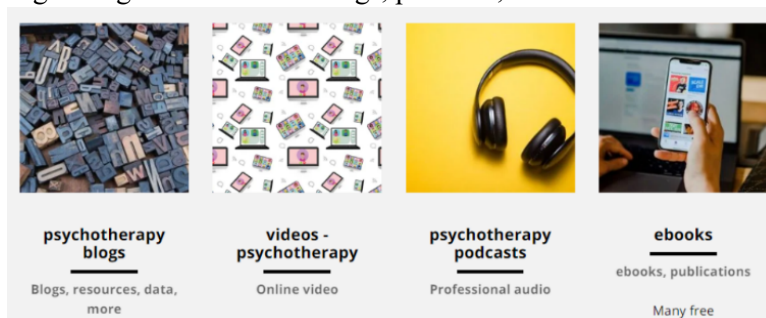 psychotherapy
blogs
Blogs, resources, data,
more
videos -
psychotherapy
Online video
psychotherapy
podcasts
Professional audio
ebooks
ebooks, publications
Many free